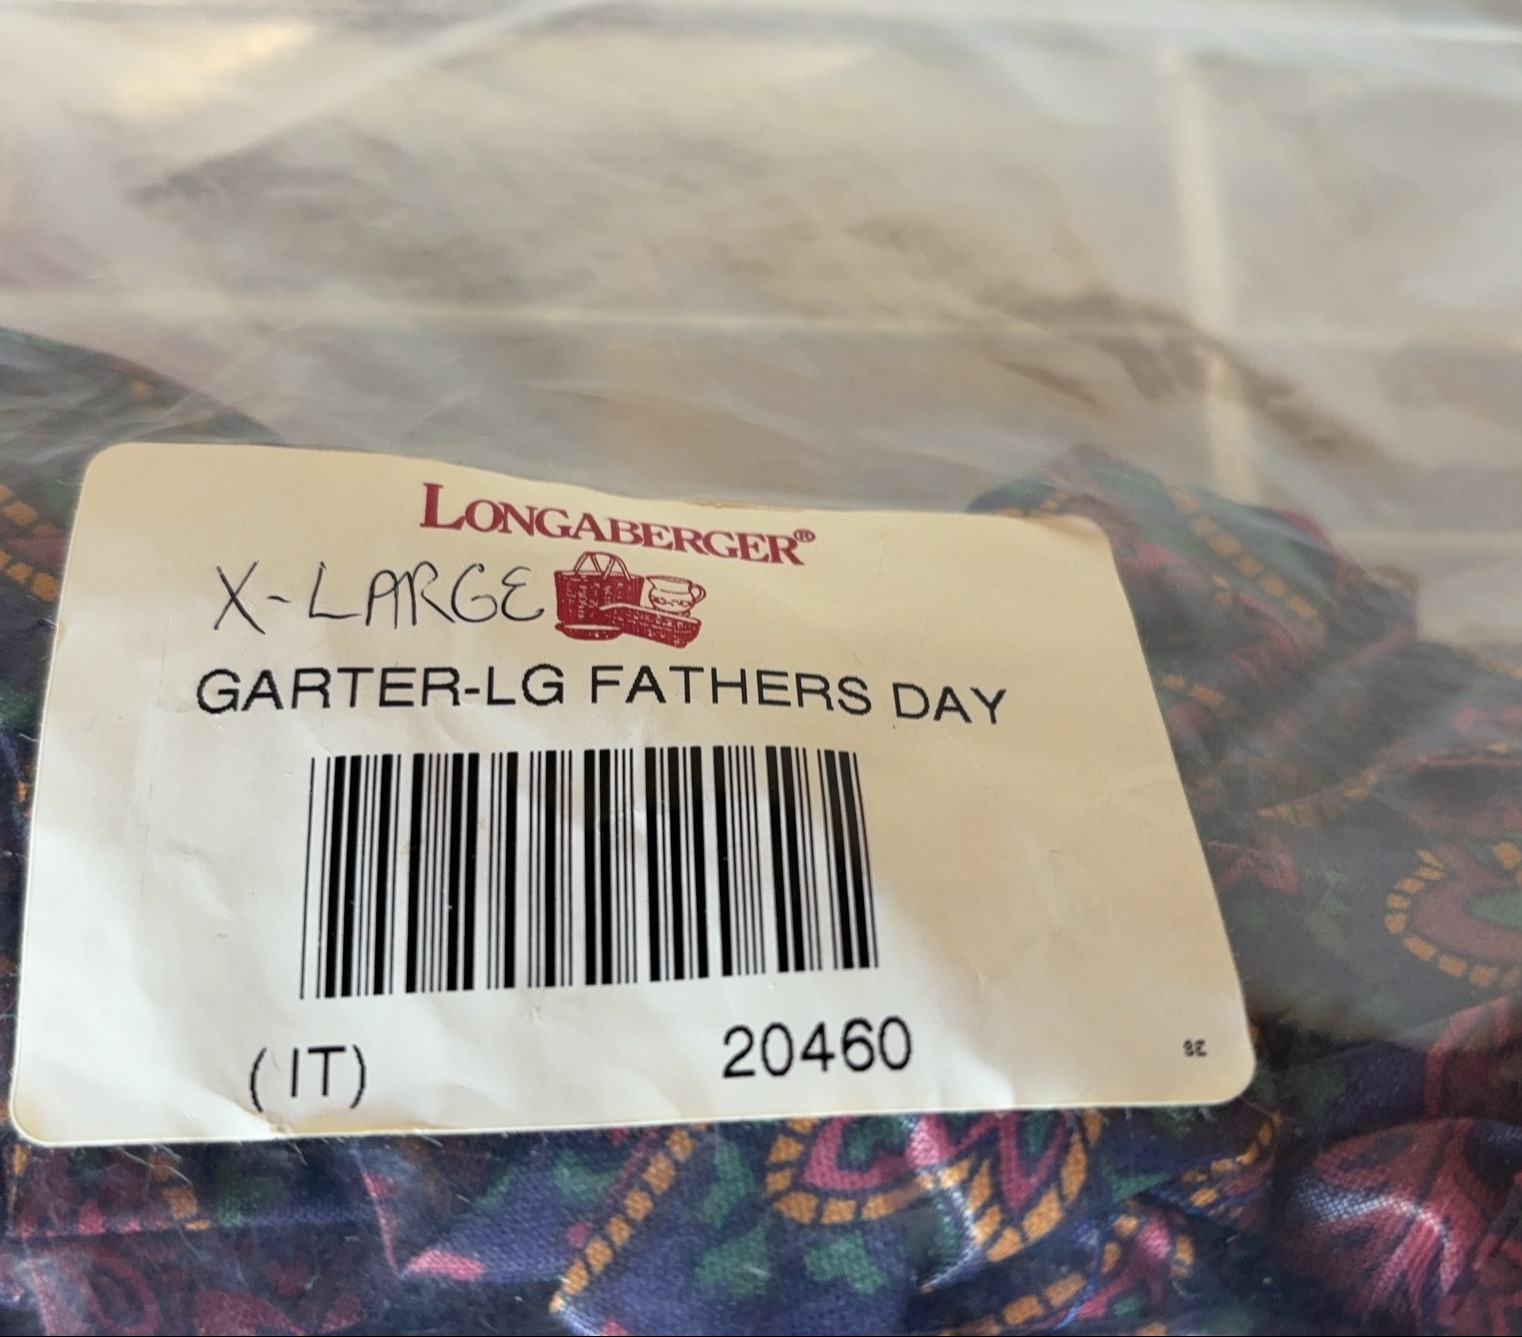 LONGABERGER®
X-LARGE
GARTER-LG FATHERS DAY
(IT) 20460